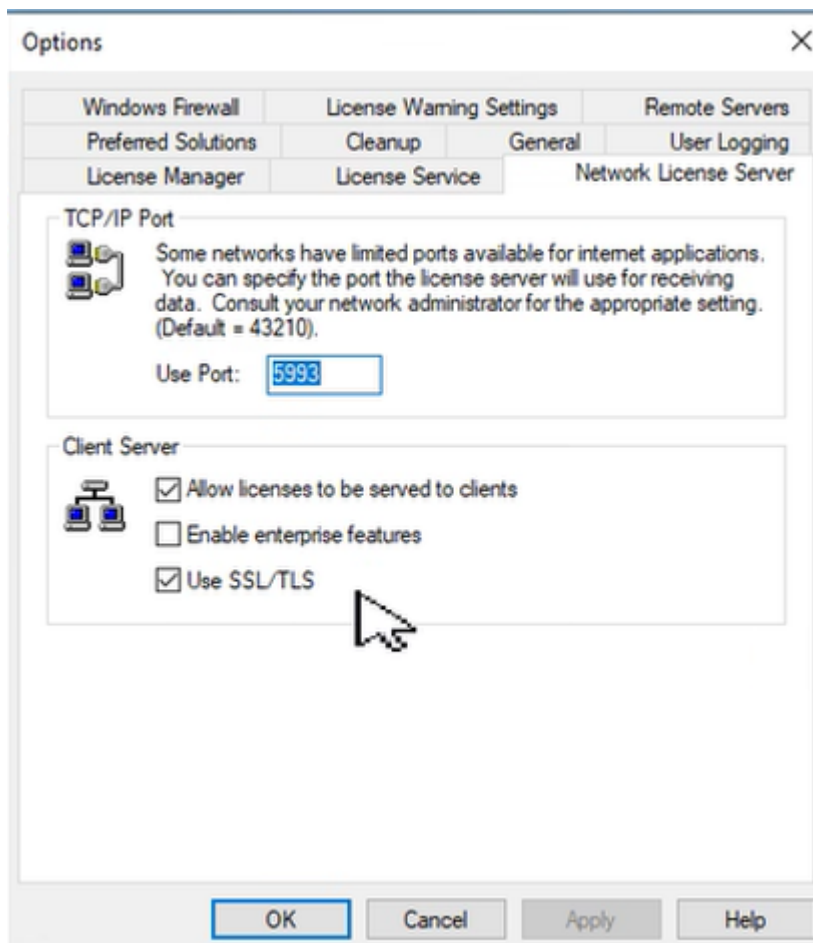 Options
Windows Firewall
License Warning Settings
Remote Servers
Preferred Solutions
Cleanup
General
User Logging
License Manager
License Service
Network License Server
TCP/IP Port
Some networks have limited ports available for internet applications.
You can specify the port the license server will use for receiving
data. Consult your network administrator for the appropriate setting.
(Default = 43210).
Use Port: 5993
Client Server
Allow licenses to be served to clients
Enable enterprise features
Use SSL/TLS
OK
Cancel
Apply
Help